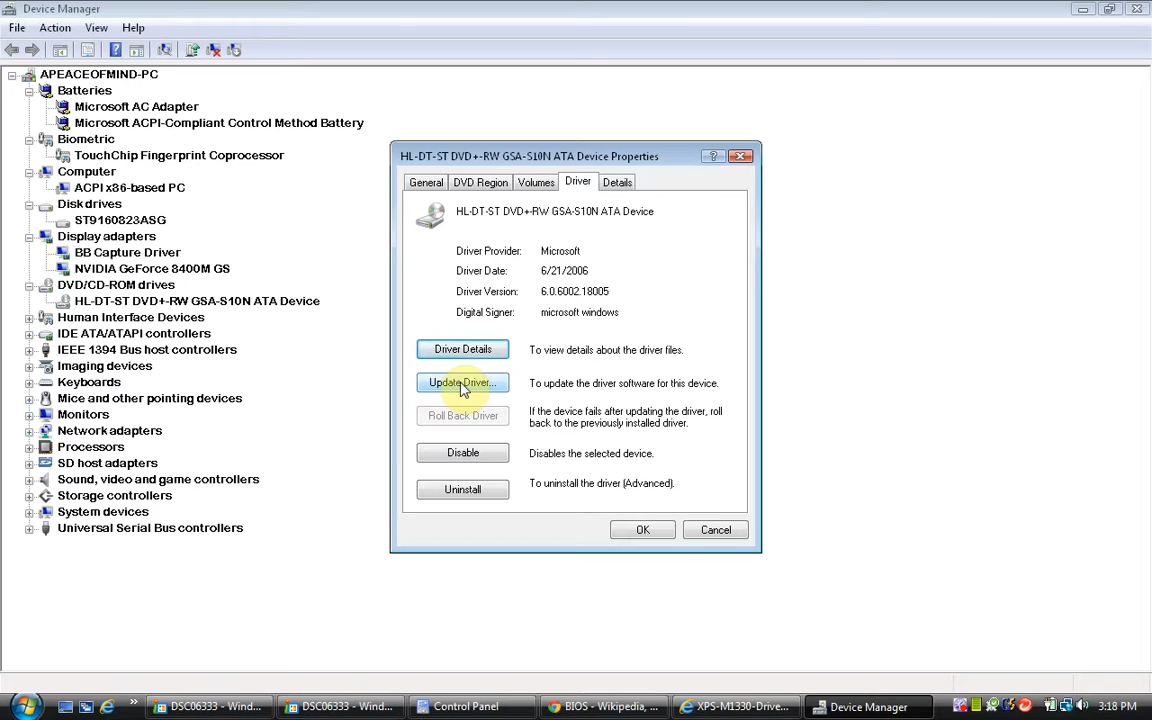 Device Manager
File Action View Help
APEACEOFMIND-PC
Batteries
Microsoft AC Adapter
Microsoft ACPI-Compliant Control Method Battery
Biometric
TouchChip Fingerprint Coprocessor
Computer
ACPI x86-based PC
Disk drives
ST9160823ASG
Display adapters
BB Capture Driver
NVIDIA GeForce 8400M GS
DVD/CD-ROM drives
HL-DT-ST DVD+-RW GSA-S10N ATA Device
Human Interface Devices
IDE ATA/ATAPI controllers
IEEE 1394 Bus host controllers
Imaging devices
Keyboards
Mice and other pointing devices
Monitors
Network adapters
Processors
SD host adapters
Sound, video and game controllers
Storage controllers
System devices
Universal Serial Bus controllers
HL-DT-ST DVD+-RW GSA-S10N ATA Device Properties
General DVD Region Volumes Driver Details
HL-DT-ST DVD+-RW GSA-S10N ATA Device
Driver Provider: Microsoft
Driver Date: 6/21/2006
Driver Version: 6.0.6002.18005
Digital Signer: microsoft windows
Driver Details To view details about the driver files.
Update Driver... To update the driver software for this device.
Roll Back Driver If the device fails after updating the driver, roll
back to the previously installed driver.
Disable Disables the selected device.
Uninstall To uninstall the driver (Advanced).
OK Cancel
DSC06333 - Wind... DSC06333 - Wind... Control Panel BIOS - Wikipedia, ... XPS-M1330-Drive... Device Manager 3:18 PM